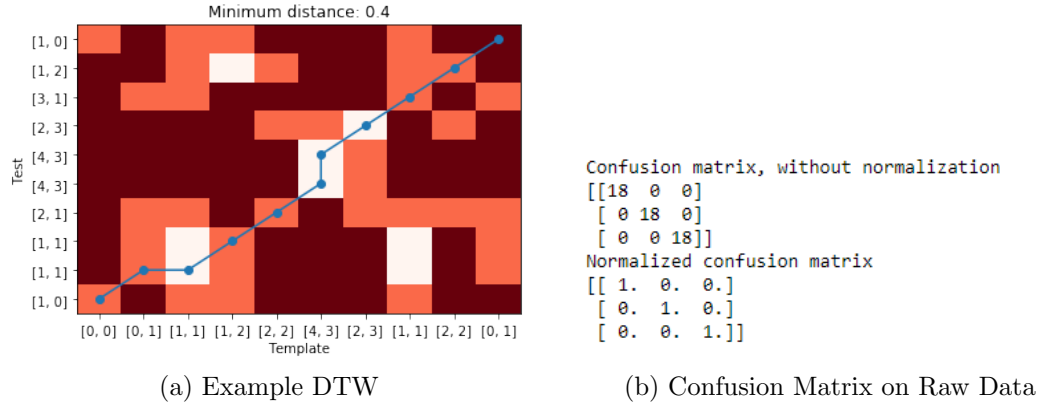 Minimum distance: 0.4
Test
[1, 0]
[1, 2]
[3, 1]
[2, 3]
[4, 3]
[4, 3]
[2, 1]
[1, 1]
[1, 1]
[1, 0]
[0, 0] [0, 1] [1, 1] [1, 2] [2, 2] [4, 3] [2, 3] [1, 1] [2, 2] [0, 1]
Template
(a) Example DTW
Confusion matrix, without normalization
[[18 0 0]
[ 0 18 0]
[ 0 0 18]]
Normalized confusion matrix
[[ 1. 0. 0.]
[ 0. 1. 0.]
[ 0. 0. 1.]]
(b) Confusion Matrix on Raw Data